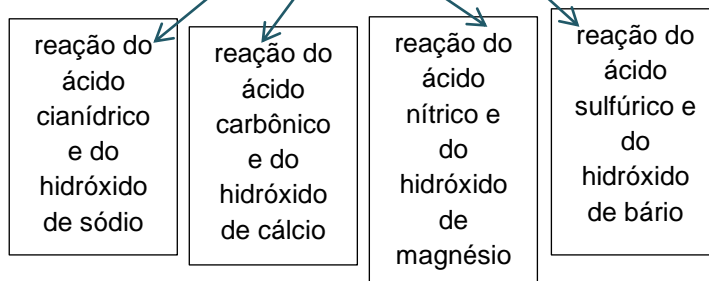 reação do
ácido
cianídrico
e do
hidróxido
de sódio
reação do
ácido
carbônico
e do
hidróxido
de cálcio
reação do
ácido
nítrico e
do
hidróxido
de
magnésio
reação do
ácido
sulfúrico e
do
hidróxido
de bário